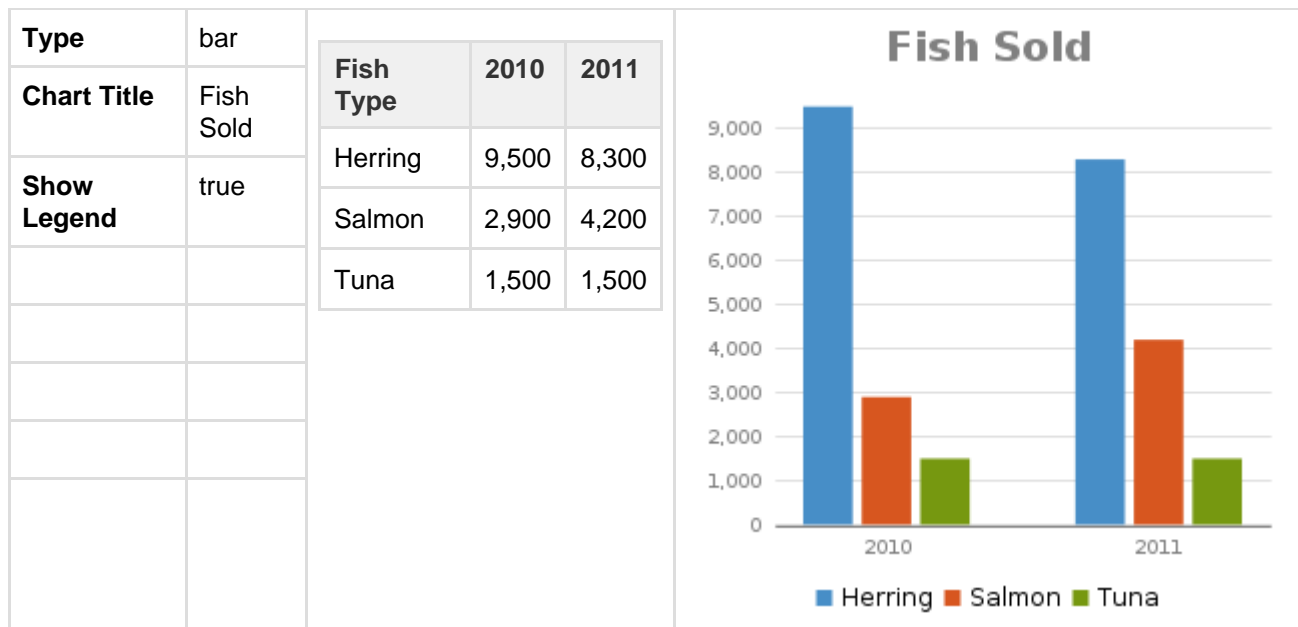 Type bar
Chart Title Fish
Sold
Show true
Legend
Fish 2010 2011
Type
Herring 9,500 8,300
Salmon 2,900 4,200
Tuna 1,500 1,500
Fish Sold
9,000
8,000
7,000
6,000
5,000
4,000
3,000
2,000
1,000
0
2010 2011
Herring Salmon Tuna